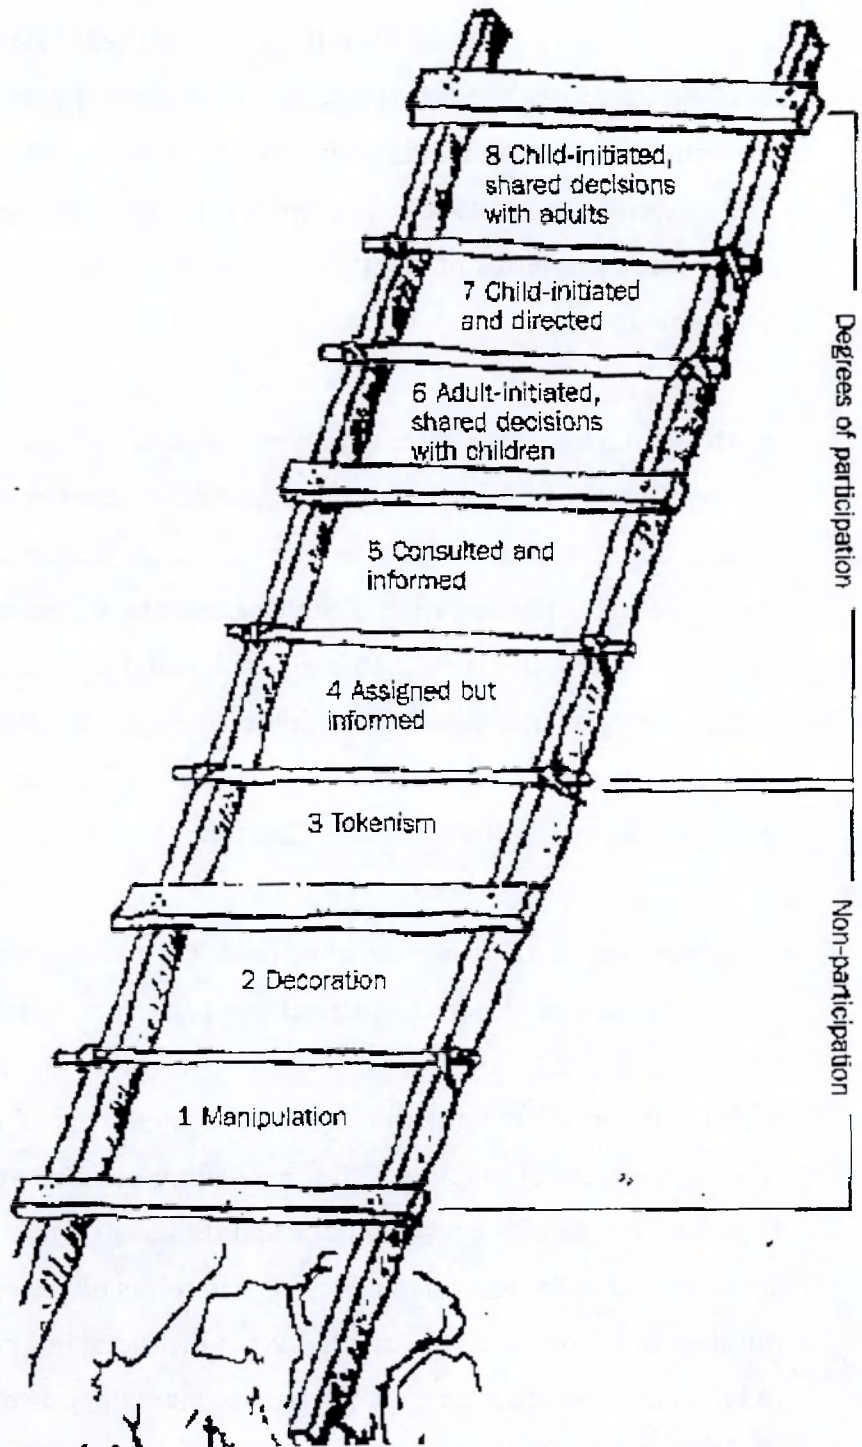 8 Child-initiated,
shared decisions
with adults
7 Child-initiated
and directed
6 Adult-initiated,
shared decisions
with children
5 Consulted and
informed
4 Assigned but
informed
3 Tokenism
2 Decoration
1 Manipulation
Degrees of participation
Non-participation